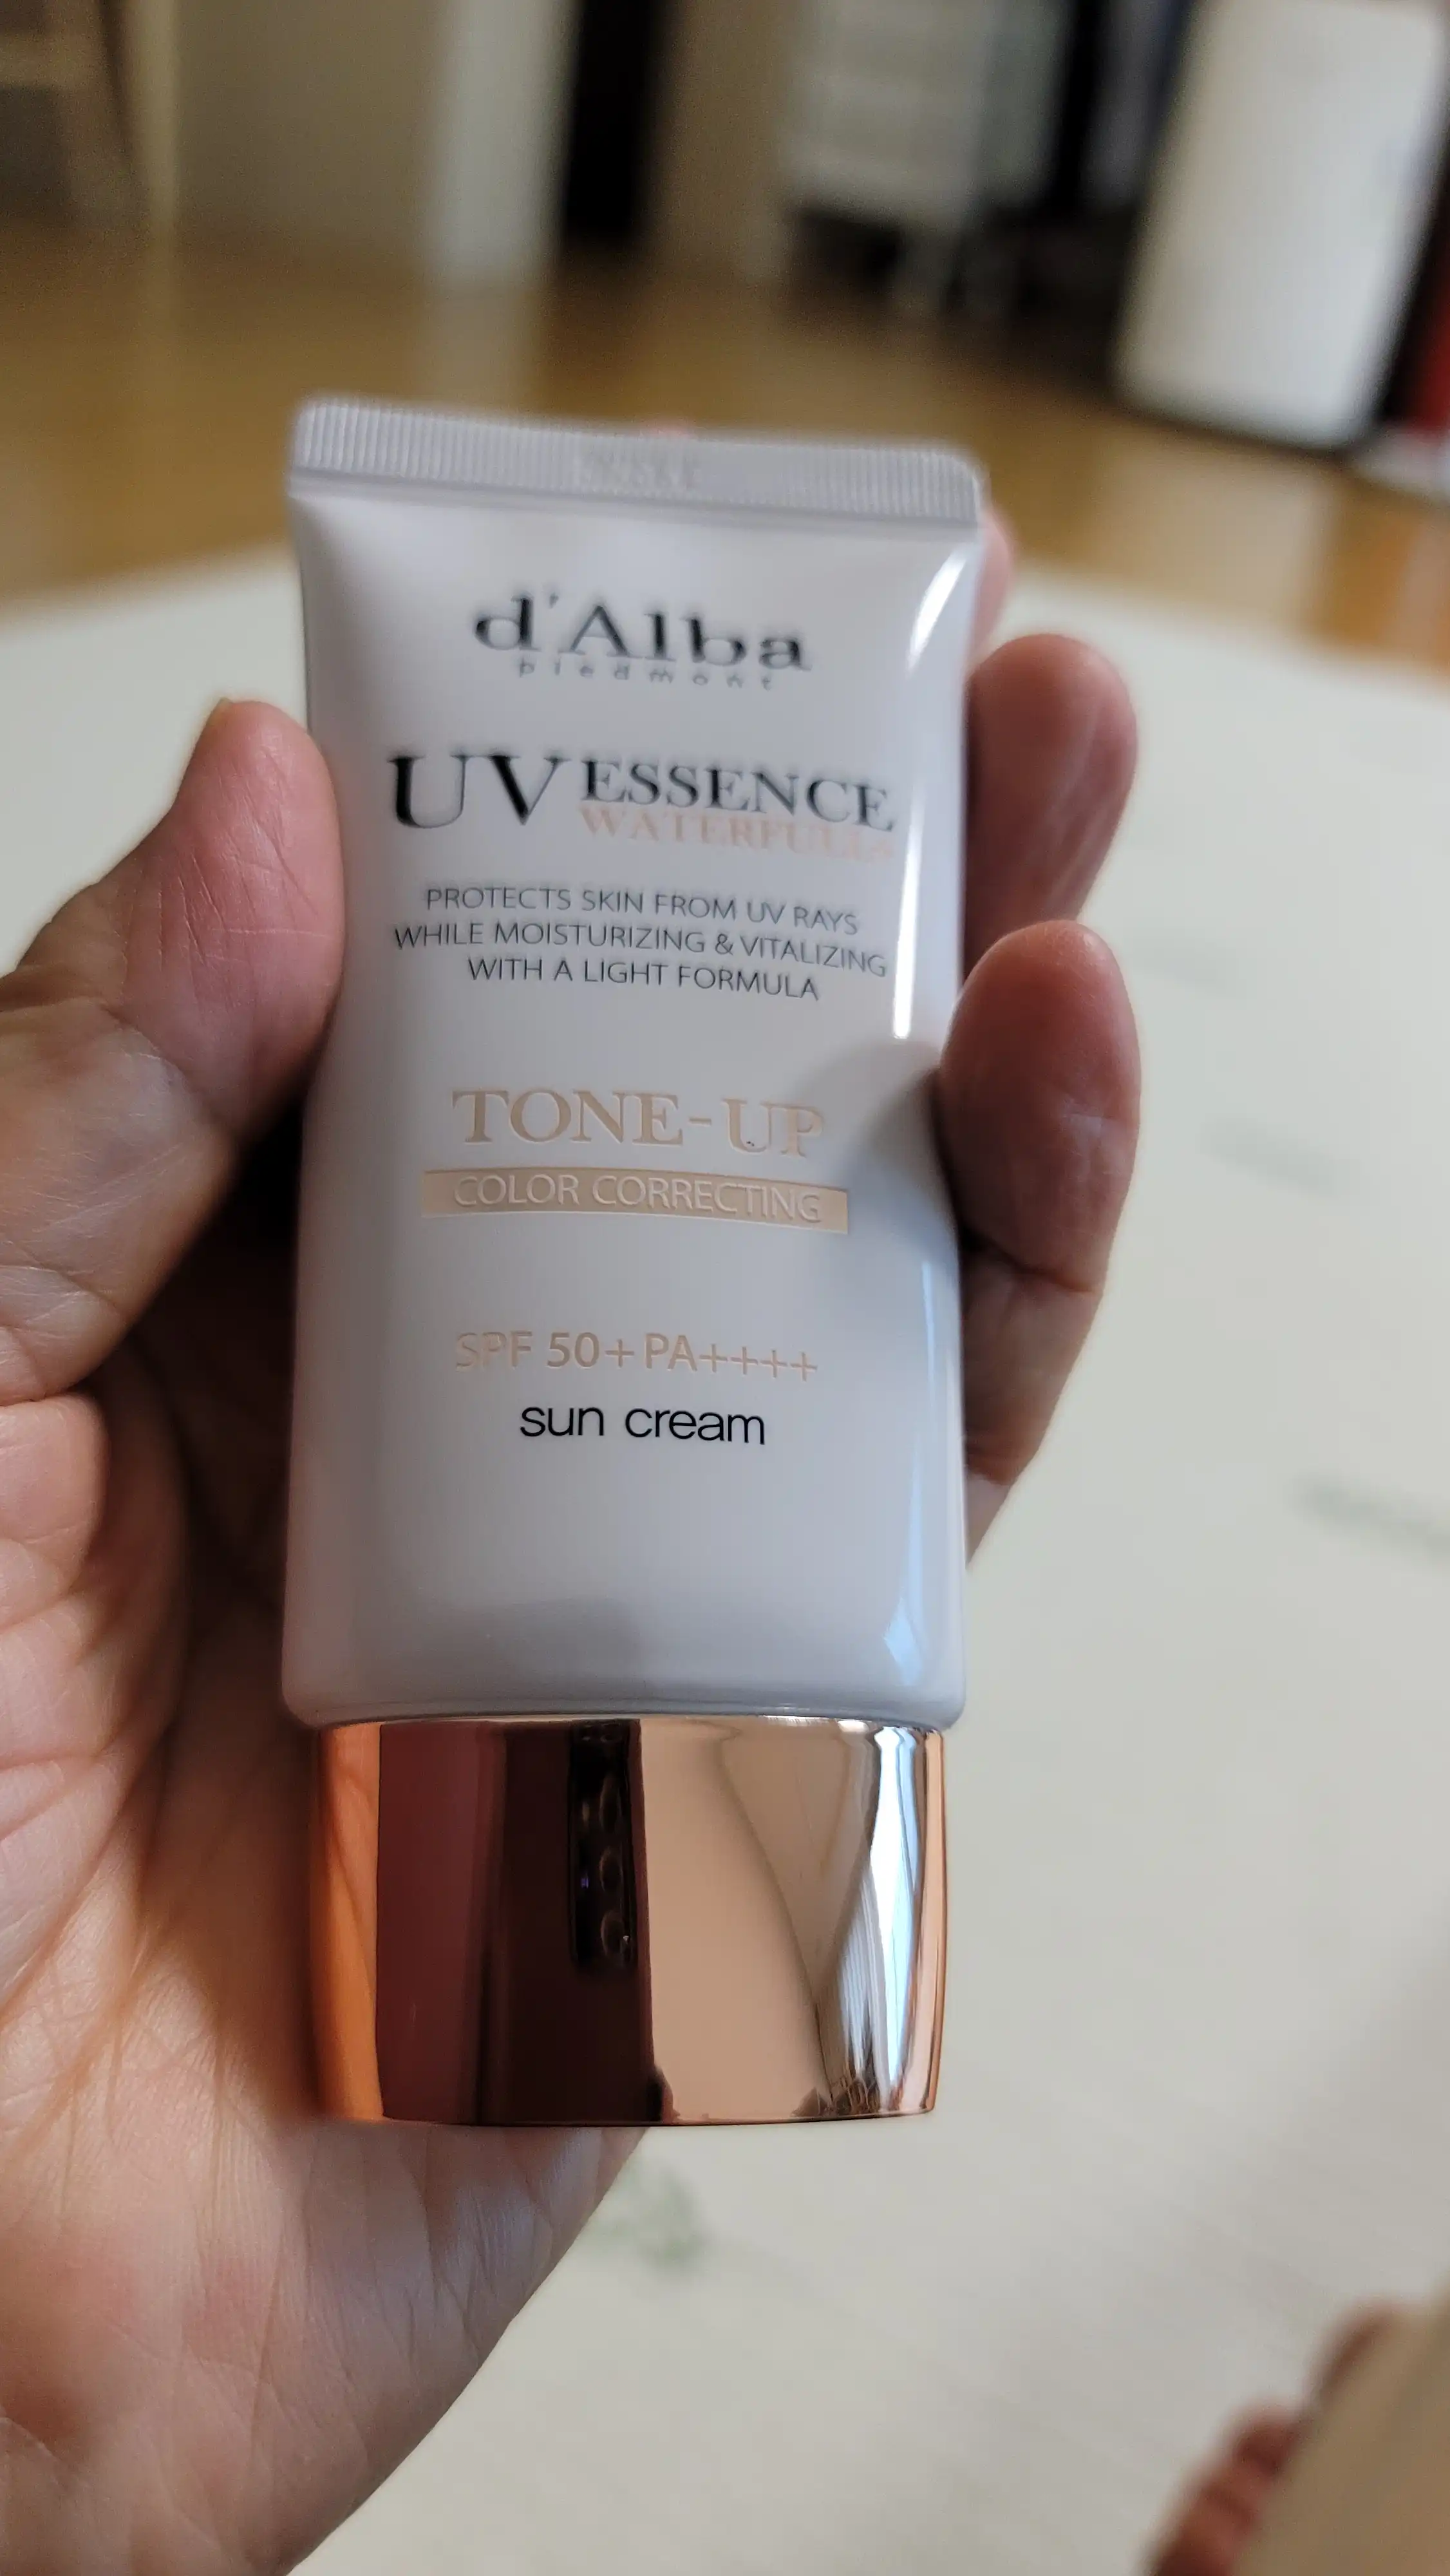 d'Alba
piedmont
UV ESSENCE
WATERFULL
PROTECTS SKIN FROM UV RAYS
WHILE MOISTURIZING & VITALIZING
WITH A LIGHT FORMULA
TONE-UP
COLOR CORRECTING
SPF 50+ PA++++
sun cream